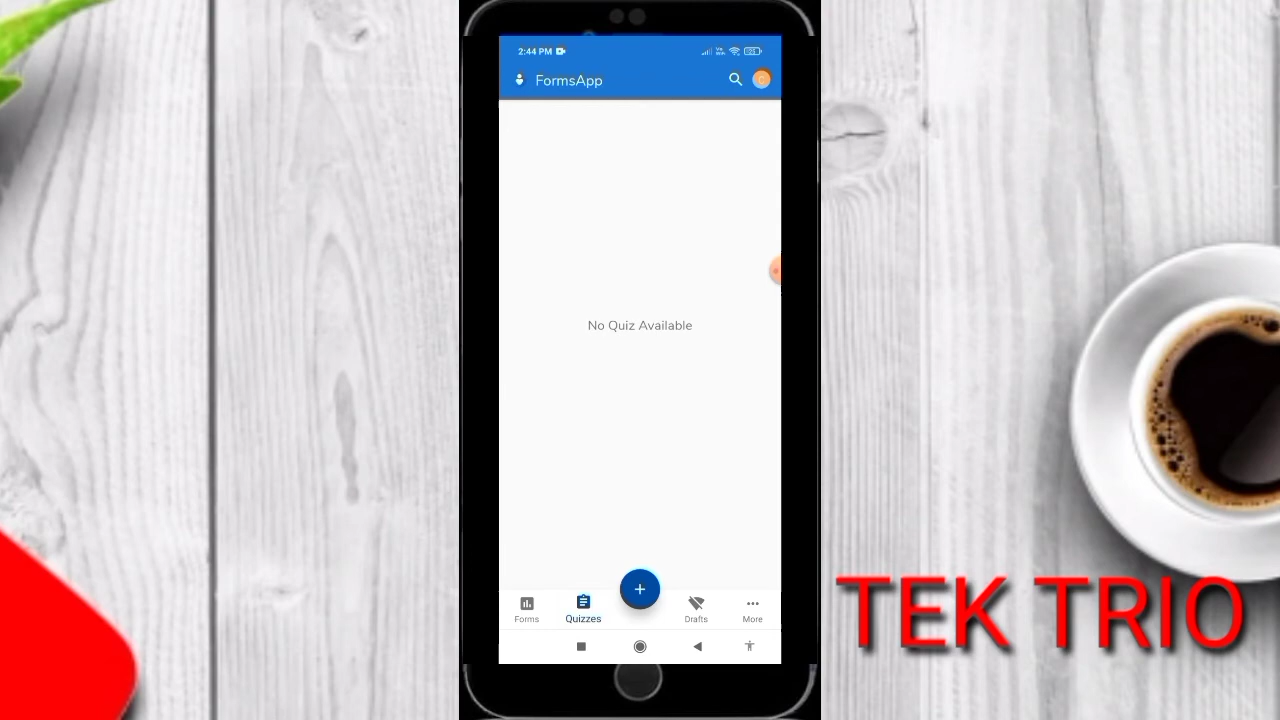 2:44 PM
FormsApp
No Quiz Available
Forms
Quizzes
Drafts
More
TEK TRIO